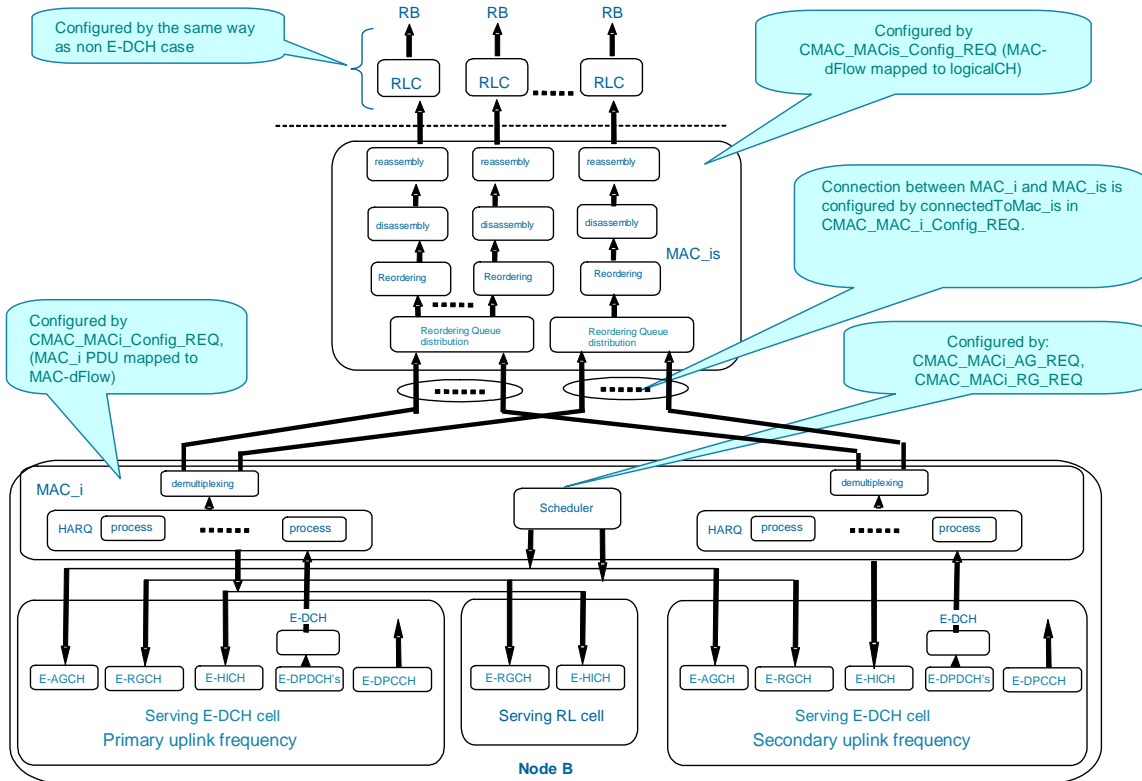 RB RB RB
Configured by the same way
as non E-DCH case
Configured by
CMAC_MACis_Config_REQ (MAC-
dFlow mapped to logicalCH)
RLC RLC RLC
reassembly reassembly reassembly
disassembly disassembly disassembly
Reordering Reordering Reordering
MAC_is
Reordering Queue
distribution
Reordering Queue
distribution
Connection between MAC_i and MAC_is is
configured by connectedToMac_is in
CMAC_MAC_i_Config_REQ.
Configured by
CMAC_MACi_Config_REQ,
(MAC_i PDU mapped to
MAC-dFlow)
Configured by:
CMAC_MACi_AG_REQ,
CMAC_MACi_RG_REQ
MAC_i
demultiplexing
Scheduler
demultiplexing
HARQ process process
HARQ process process
E-DCH
E-DCH
E-AGCH E-RGCH E-HICH E-DPDCH's E-DPCCH
E-RGCH E-HICH
E-AGCH E-RGCH E-HICH E-DPDCH's E-DPCCH
Serving E-DCH cell
Primary uplink frequency
Serving RL cell
Serving E-DCH cell
Secondary uplink frequency
Node B